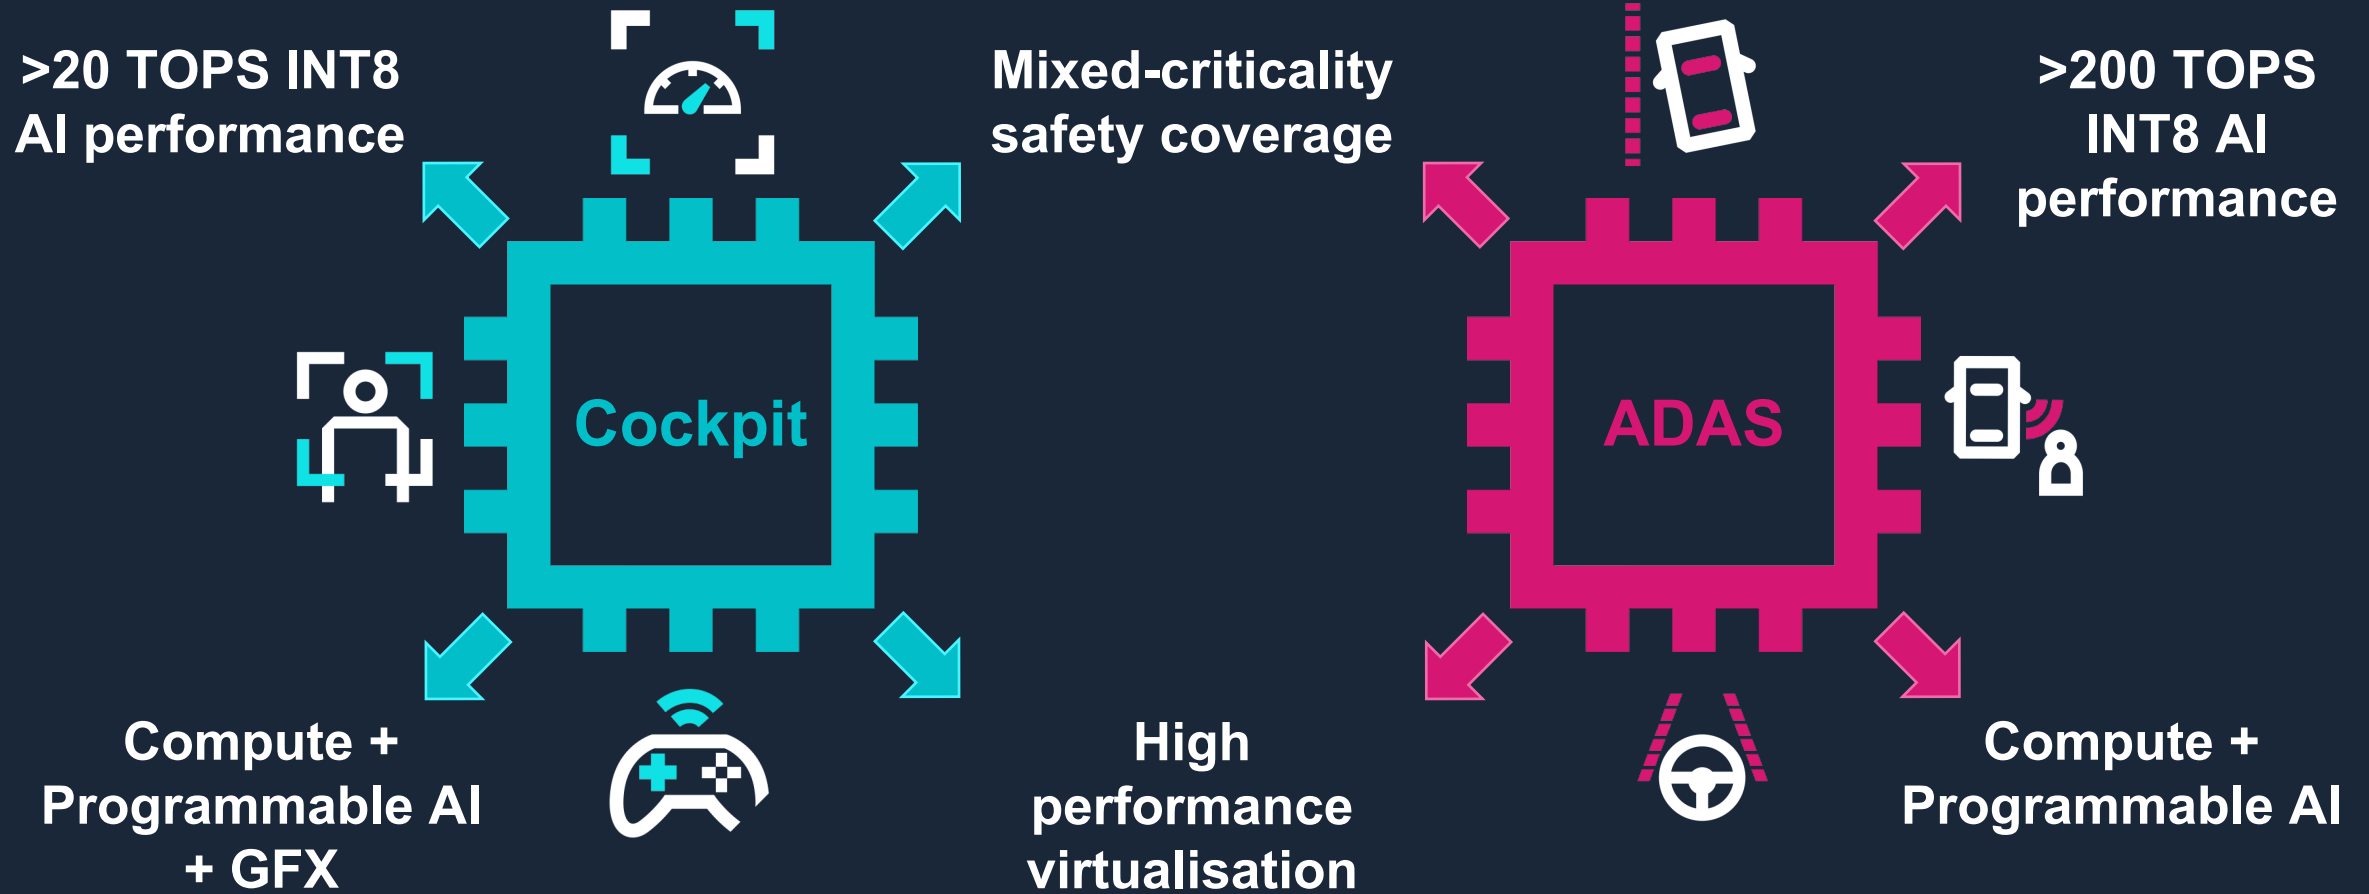 >20 TOPS INT8
AI performance
Mixed-criticality
safety coverage
>200 TOPS
INT8 AI
performance
Cockpit
ADAS
Compute +
Programmable AI
+ GFX
High
performance
virtualisation
Compute +
Programmable AI